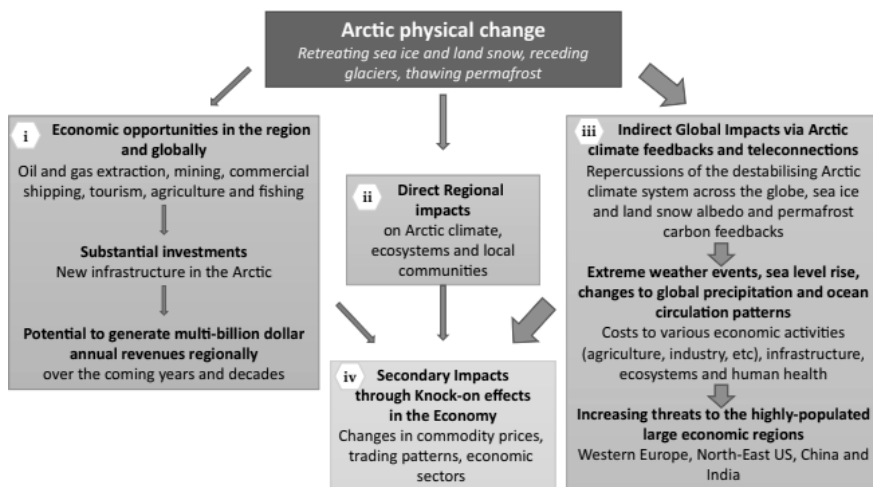 Arctic physical change
Retreating sea ice and land snow, receding
glaciers, thawing permafrost
i
Economic opportunities in the region
and globally
Oil and gas extraction, mining, commercial
shipping, tourism, agriculture and fishing
Substantial investments
New infrastructure in the Arctic
Potential to generate multi-billion dollar
annual revenues regionally
over the coming years and decades
ii
Direct Regional
impacts
on Arctic climate,
ecosystems and local
communities
iii
Indirect Global Impacts via Arctic
climate feedbacks and teleconnections
Repercussions of the destabilising Arctic
climate system across the globe, sea ice
and land snow albedo and permafrost
carbon feedbacks
Extreme weather events, sea level rise,
changes to global precipitation and ocean
circulation patterns
Costs to various economic activities
(agriculture, industry, etc), infrastructure,
ecosystems and human health
Increasing threats to the highly-populated
large economic regions
Western Europe, North-East US, China and
India
iv
Secondary Impacts
through Knock-on effects
in the Economy
Changes in commodity prices,
trading patterns, economic
sectors